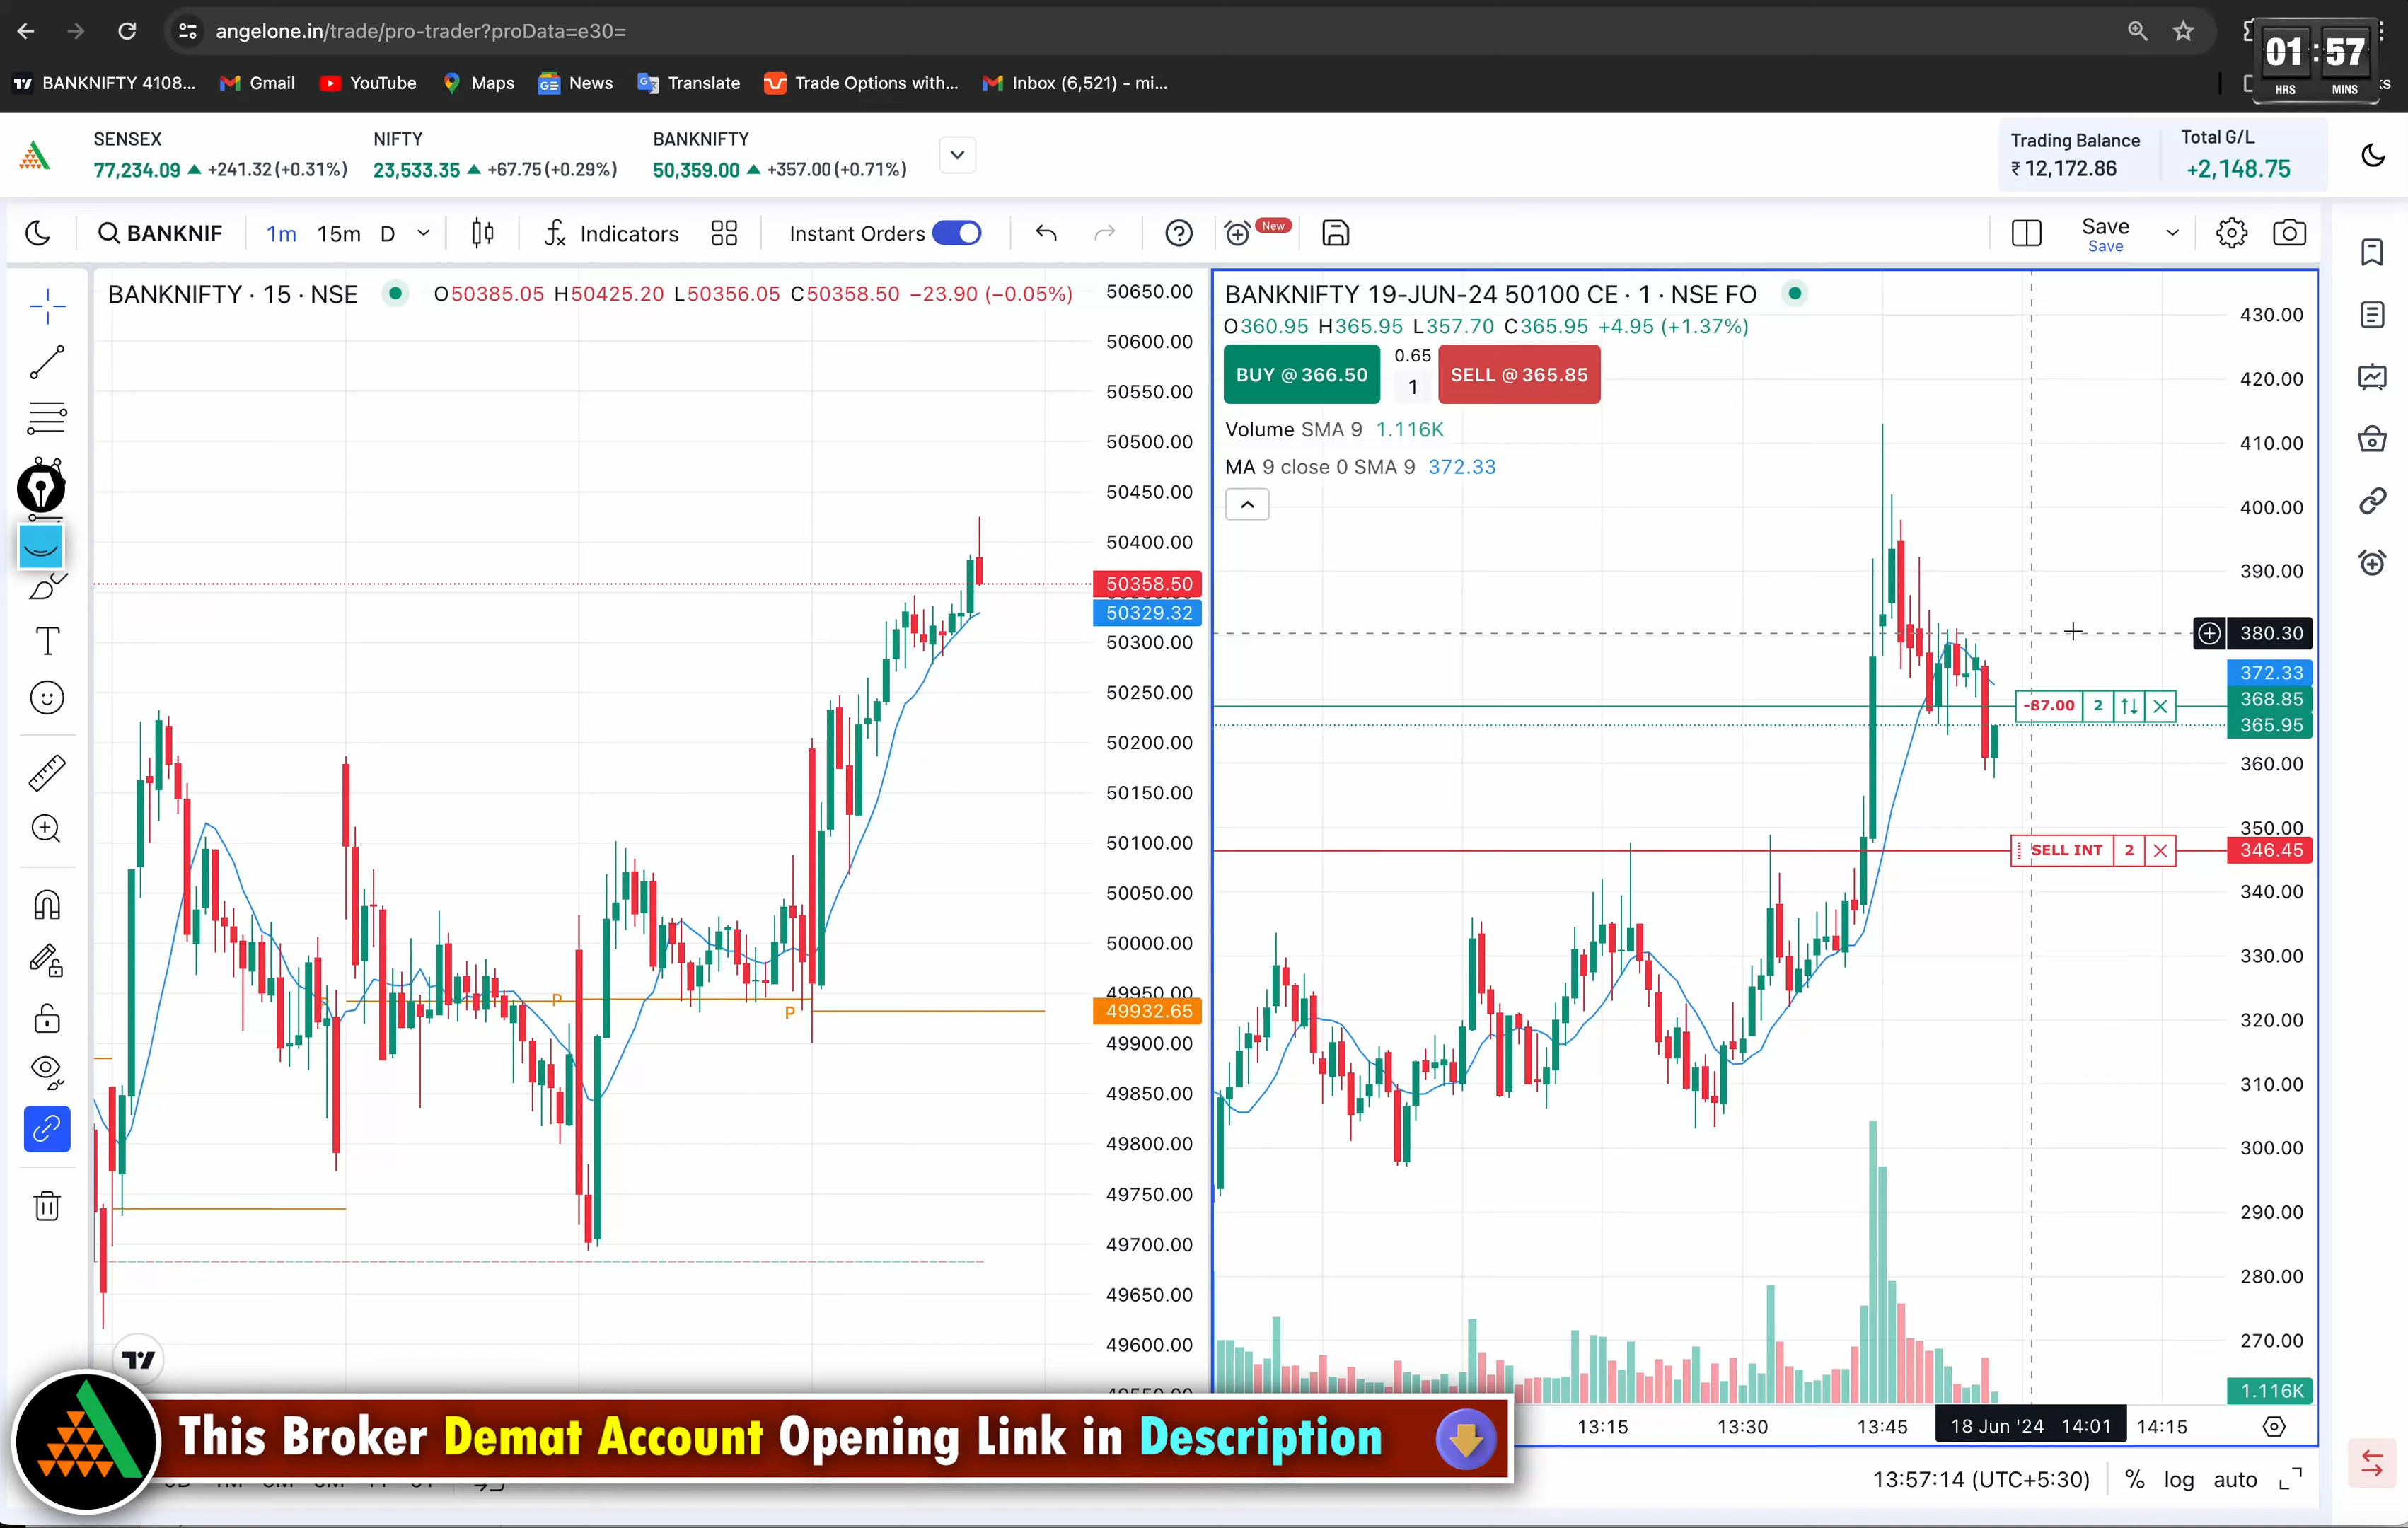 angelone.in/trade/pro-trader?proData=e30=
01:57
HRS MINS
BANKNIFTY 4108... Gmail YouTube Maps News Translate Trade Options with... Inbox (6,521) - mi...
SENSEX
77,234.09 +241.32(+0.31%)
NIFTY
23,533.35 +67.75(+0.29%)
BANKNIFTY
50,359.00 +357.00(+0.71%)
Trading Balance
₹12,172.86
Total G/L
+2,148.75
BANKNIF 1m 15m D Indicators Instant Orders New Save
Save
BANKNIFTY · 15 · NSE O50385.05 H50425.20 L50356.05 C50358.50 −23.90 (−0.05%)
50650.00
50600.00
50550.00
50500.00
50450.00
50400.00
50358.50
50329.32
50300.00
50250.00
50200.00
50150.00
50100.00
50050.00
50000.00
49950.00
49932.65
49900.00
49850.00
49800.00
49750.00
49700.00
49650.00
49600.00
P
P
BANKNIFTY 19-JUN-24 50100 CE · 1 · NSE FO
O360.95 H365.95 L357.70 C365.95 +4.95 (+1.37%)
BUY @ 366.50 0.65 1 SELL @ 365.85
Volume SMA 9 1.116K
MA 9 close 0 SMA 9 372.33
430.00
420.00
410.00
400.00
390.00
380.30
372.33
-87.00 2 368.85
365.95
360.00
350.00
SELL INT 2 346.45
340.00
330.00
320.00
310.00
300.00
290.00
280.00
270.00
1.116K
13:15 13:30 13:45 18 Jun '24 14:01 14:15
This Broker Demat Account Opening Link in Description
13:57:14 (UTC+5:30) % log auto